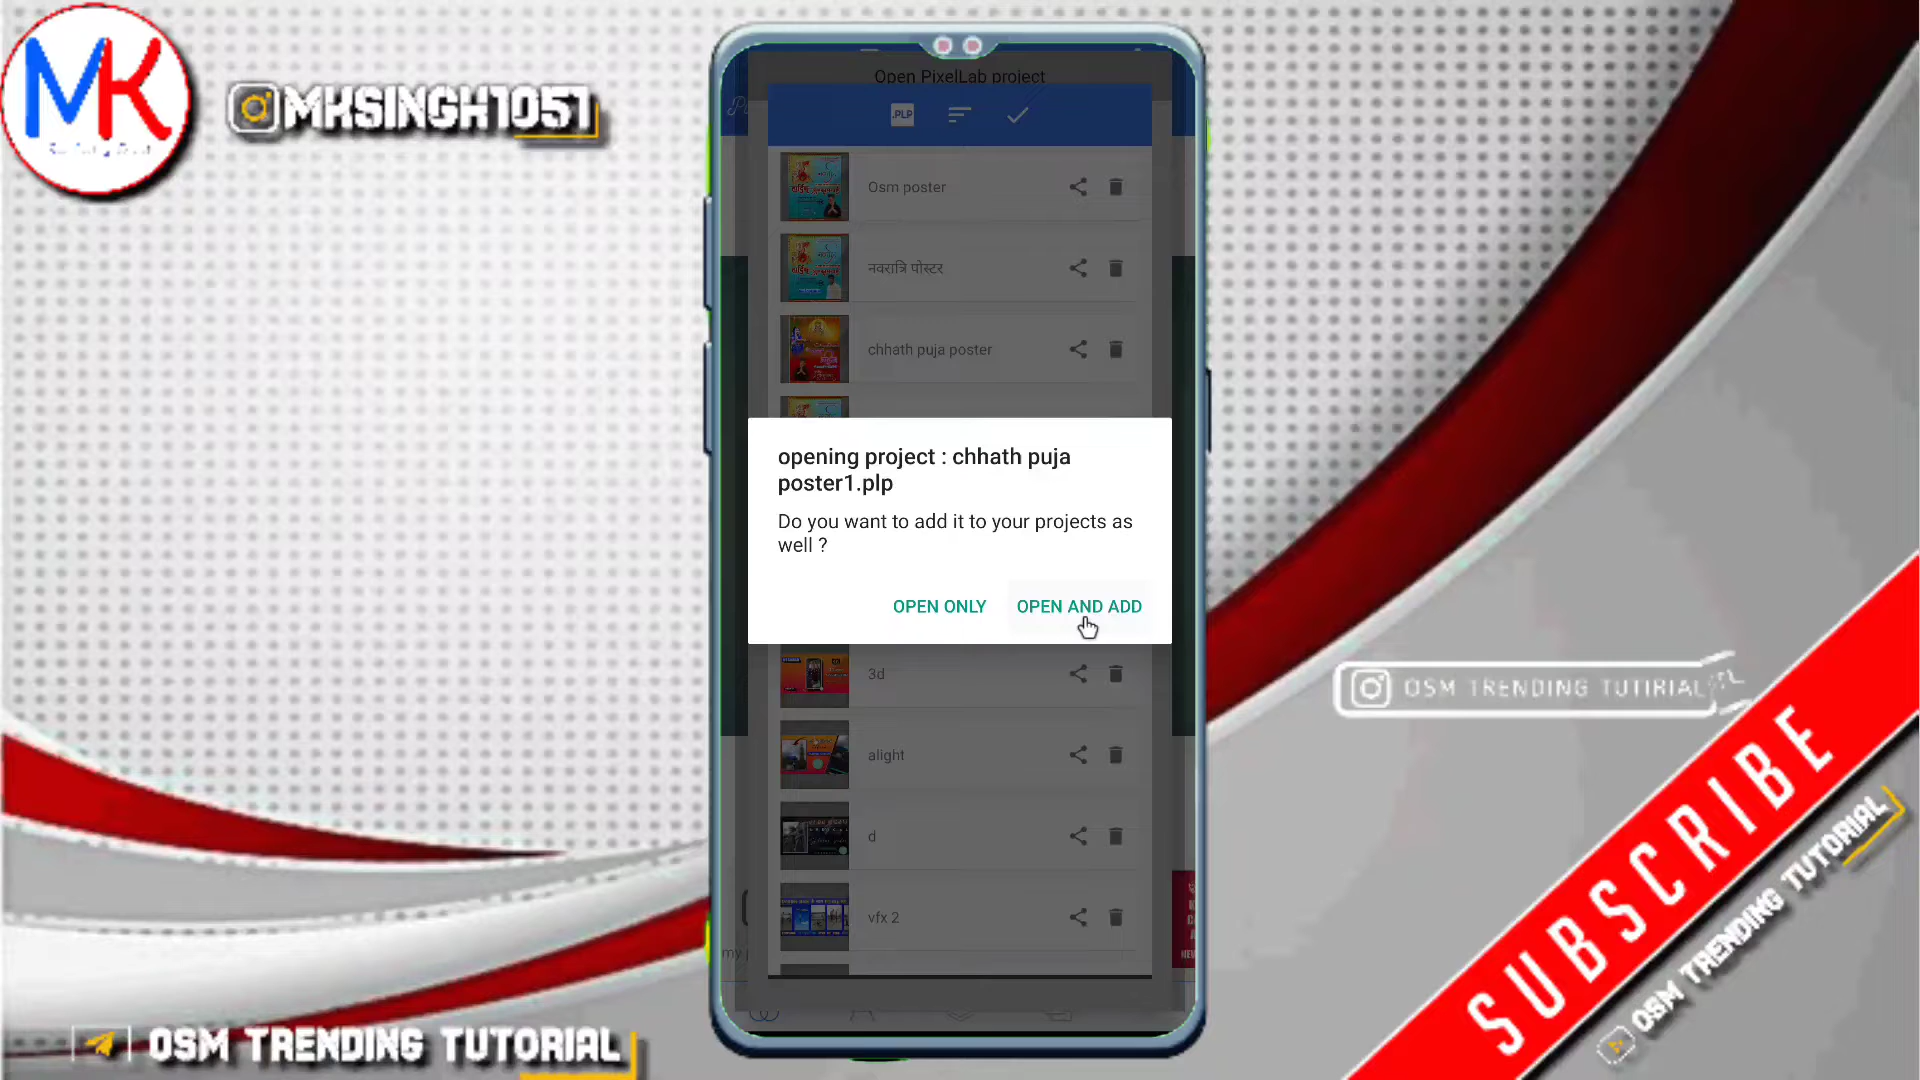 MK
MKSINGH1051
Open PixelLab project
.PLP
Osm poster
नवरात्रि पोस्टर
chhath puja poster
opening project : chhath puja
poster1.plp
Do you want to add it to your projects as
well ?
OPEN ONLY
OPEN AND ADD
3d
alight
d
vfx 2
my
OSM TRENDING TUTIRIAL
SUBSCRIBE
OSM TRENDING TUTORIAL
OSM TRENDING TUTORIAL